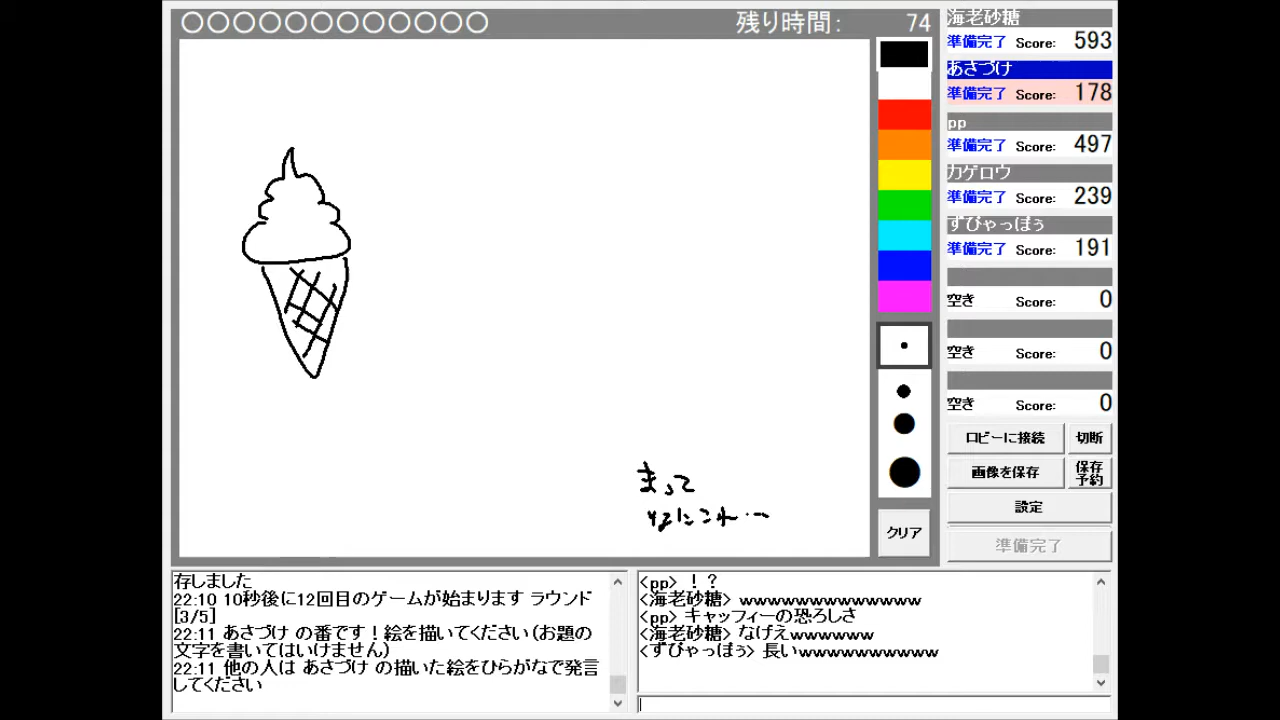 ○○○○○○○○○○○○ 残り時間: 74
まって
なにこれ…
クリア
海老砂糖
準備完了 Score: 593
あさづけ
準備完了 Score: 178
pp
準備完了 Score: 497
カゲロウ
準備完了 Score: 239
ずびゃっぽぅ
準備完了 Score: 191
空き Score: 0
空き Score: 0
空き Score: 0
ロビーに接続 切断
画像を保存 保存予約
設定
準備完了
存しました
22:10 10秒後に12回目のゲームが始まります ラウンド
[3/5]
22:11 あさづけ の番です！絵を描いてください(お題の
文字を書いてはいけません)
22:11 他の人は あさづけ の描いた絵をひらがなで発言
してください
<pp> ！？
<海老砂糖> wwwwwwwwwwwww
<pp> キャッフィーの恐ろしさ
<海老砂糖> なげえwwwwww
<ずびゃっぽぅ> 長いwwwwwwwwww